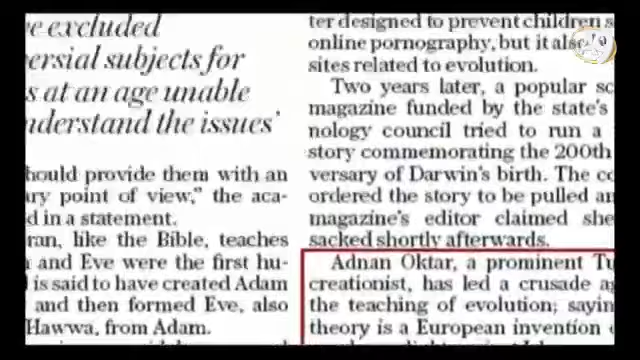 e excluded
ersial subjects for
s at an age unable
nderstand the issues'
hould provide them with an
ry point of view," the aca-
d in a statement.
ran, like the Bible, teaches
and Eve were the first hu-
is said to have created Adam
and then formed Eve, also
Hawwa, from Adam.
ter designed to prevent children s
online pornography, but it also
sites related to evolution.
Two years later, a popular sc
magazine funded by the state's
nology council tried to run a
story commemorating the 200th
versary of Darwin's birth. The co
ordered the story to be pulled an
magazine's editor claimed she
sacked shortly afterwards.
Adnan Oktar, a prominent Tu
creationist, has led a crusade ag
the teaching of evolution, sayin
theory is a European invention